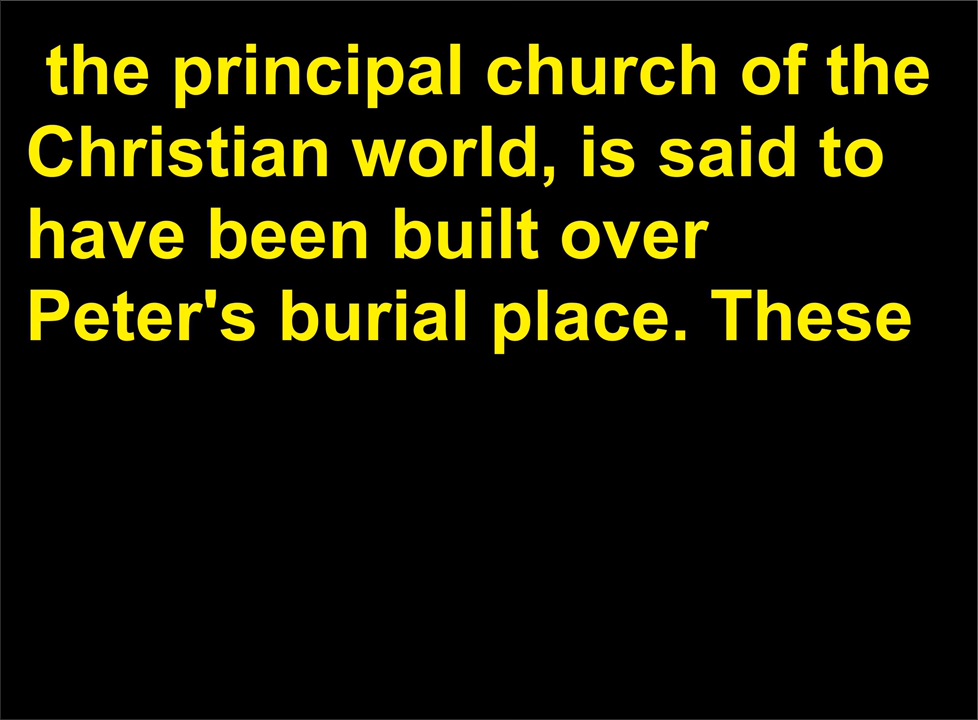 the principal church of the
Christian world, is said to
have been built over
Peter's burial place. These